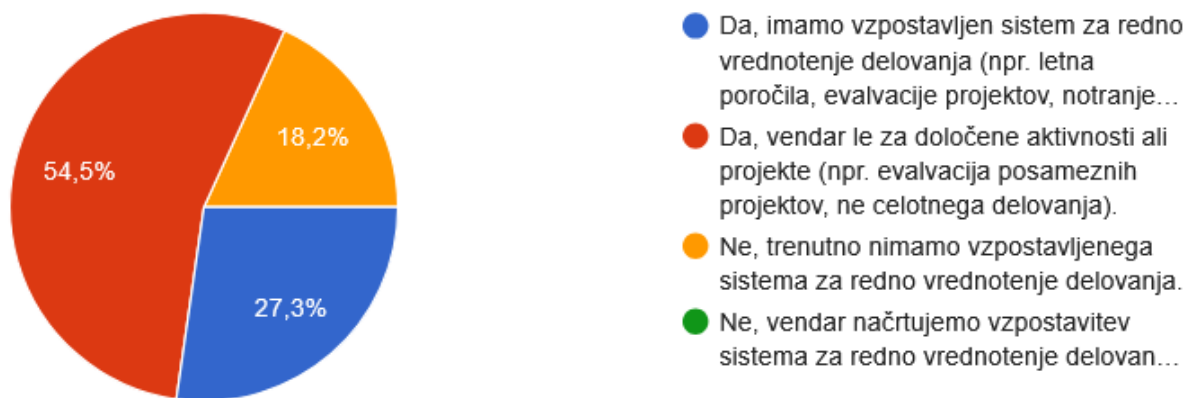 54,5%
18,2%
27,3%
Da, imamo vzpostavljen sistem za redno
vrednotenje delovanja (npr. letna
poročila, evalvacije projektov, notranje…
Da, vendar le za določene aktivnosti ali
projekte (npr. evalvacija posameznih
projektov, ne celotnega delovanja).
Ne, trenutno nimamo vzpostavljenega
sistema za redno vrednotenje delovanja.
Ne, vendar načrtujemo vzpostavitev
sistema za redno vrednotenje delovan…